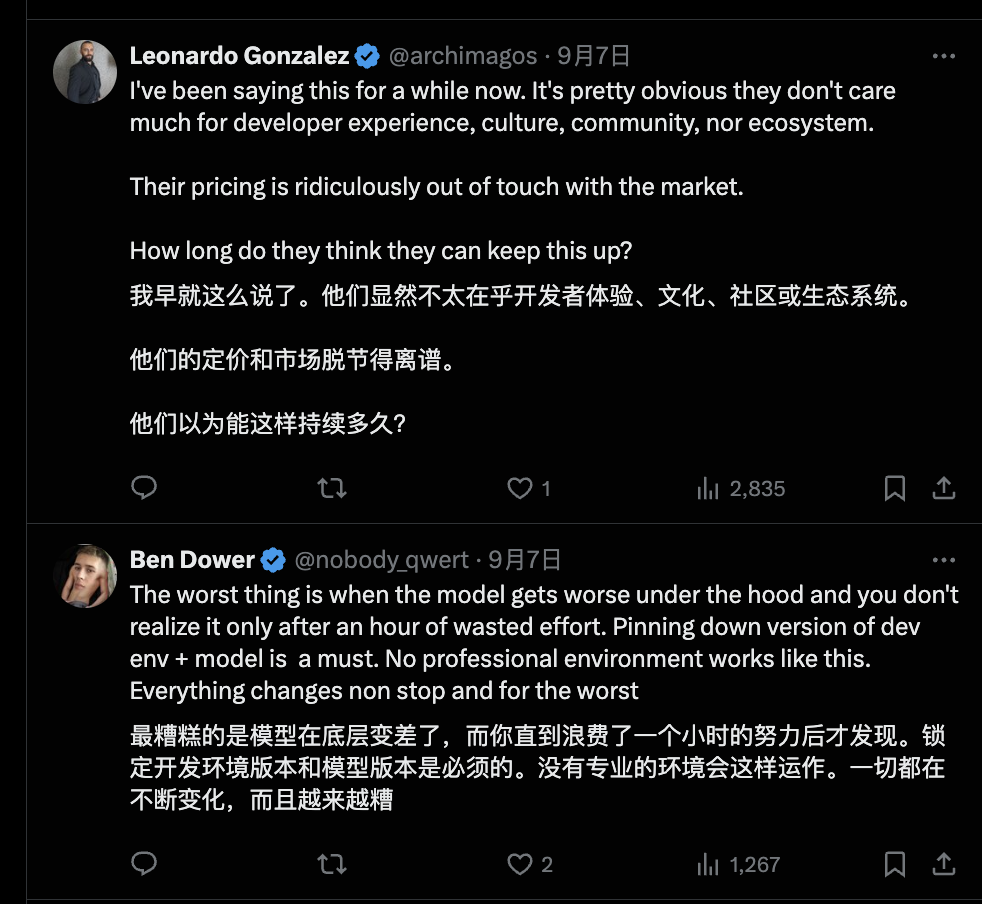 Leonardo Gonzalez @archimagos · 9月7日
I've been saying this for a while now. It's pretty obvious they don't care
much for developer experience, culture, community, nor ecosystem.
Their pricing is ridiculously out of touch with the market.
How long do they think they can keep this up?
我早就这么说了。他们显然不太在乎开发者体验、文化、社区或生态系统。
他们的定价和市场脱节得离谱。
他们以为能这样持续多久?
1 2,835
Ben Dower @nobody_qwert · 9月7日
The worst thing is when the model gets worse under the hood and you don't
realize it only after an hour of wasted effort. Pinning down version of dev
env + model is  a must. No professional environment works like this.
Everything changes non stop and for the worst
最糟糕的是模型在底层变差了，而你直到浪费了一个小时的努力后才发现。锁
定开发环境版本和模型版本是必须的。没有专业的环境会这样运作。一切都在
不断变化，而且越来越糟
2 1,267